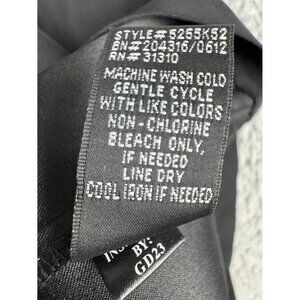 STYLE# 5255K52
BN# 204316/0612
RN# 31310
MACHINE WASH COLD
GENTLE CYCLE
WITH LIKE COLORS
NON-CHLORINE
BLEACH ONLY,
IF NEEDED
LINE DRY
COOL IRON IF NEEDED
BY:
GD23